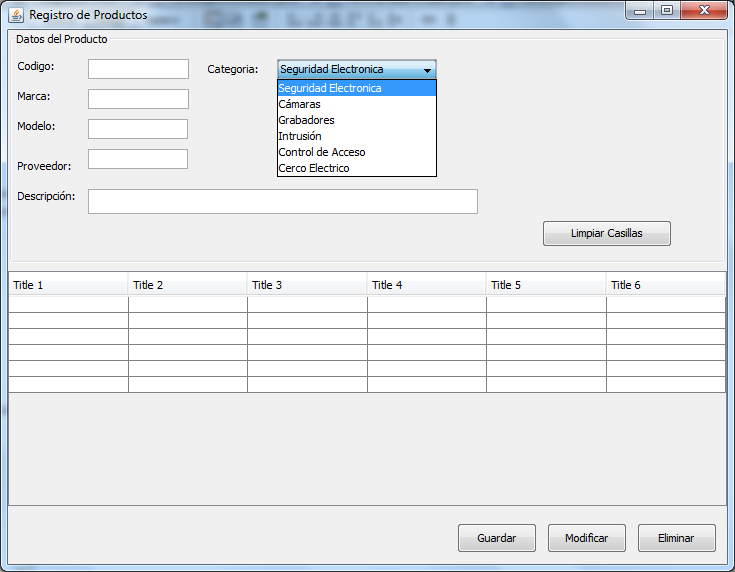 Registro de Productos
Datos del Producto
Codigo:
Categoria:
Seguridad Electronica
Seguridad Electronica
Cámaras
Grabadores
Intrusión
Control de Acceso
Cerco Electrico
Marca:
Modelo:
Proveedor:
Descripción:
Limpiar Casillas
Title 1 Title 2 Title 3 Title 4 Title 5 Title 6
Guardar Modificar Eliminar